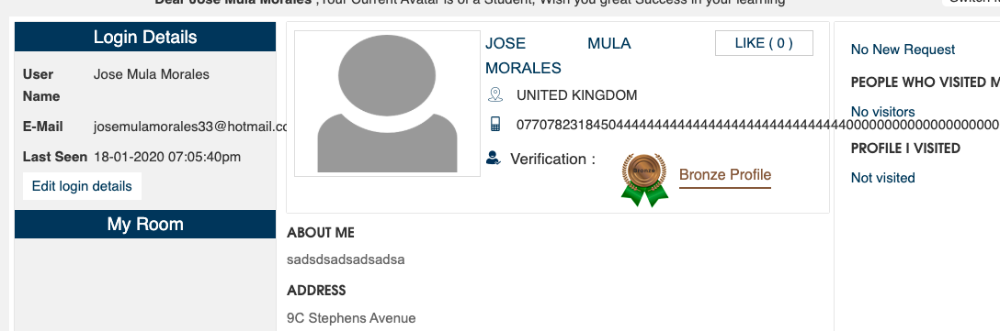 Dear Jose Mula Morales ,Your Current Avatar is of a Student, Wish you great Success in your learning
Login Details
User Name Jose Mula Morales
E-Mail josemulamorales33@hotmail.co
Last Seen 18-01-2020 07:05:40pm
Edit login details
My Room
JOSE MULA MORALES
LIKE ( 0 )
UNITED KINGDOM
Verification :
Bronze
Bronze Profile
ABOUT ME
sadsdsadsadsadsa
ADDRESS
9C Stephens Avenue
No New Request
PEOPLE WHO VISITED M
No visitors
PROFILE I VISITED
Not visited